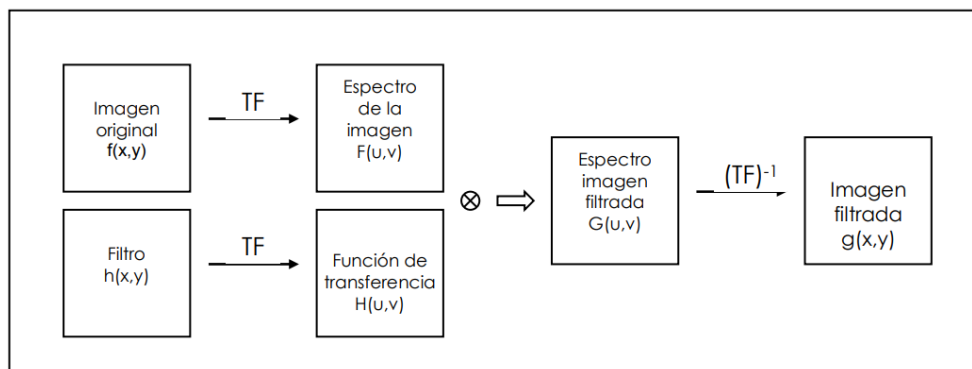 Imagen
original
f(x,y)
TF
Espectro
de la
imagen
F(u,v)
Filtro
h(x,y)
TF
Función de
transferencia
H(u,v)
⊗
Espectro
imagen
filtrada
G(u,v)
(TF)-1
Imagen
filtrada
g(x,y)